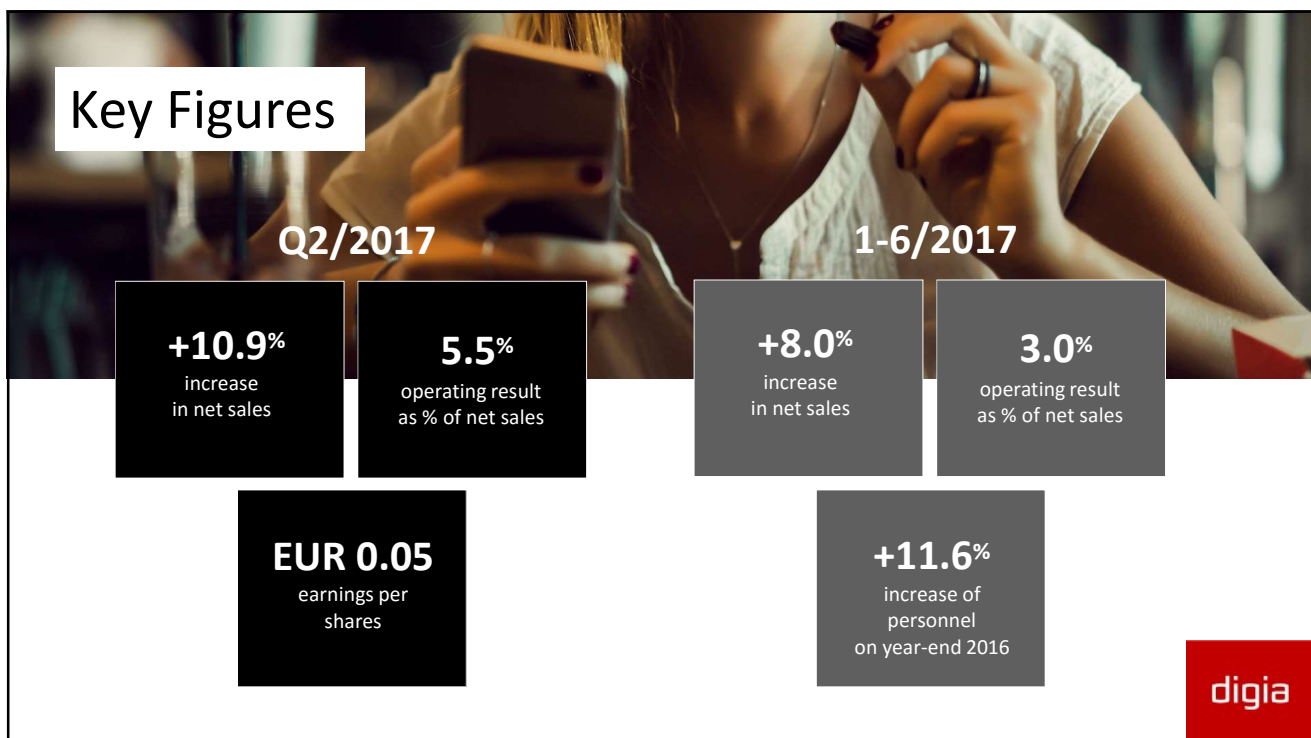 Key Figures
Q2/2017
+10.9%
increase
in net sales
5.5%
operating result
as % of net sales
EUR 0.05
earnings per
shares
1-6/2017
+8.0%
increase
in net sales
3.0%
operating result
as % of net sales
+11.6%
increase of
personnel
on year-end 2016
digia